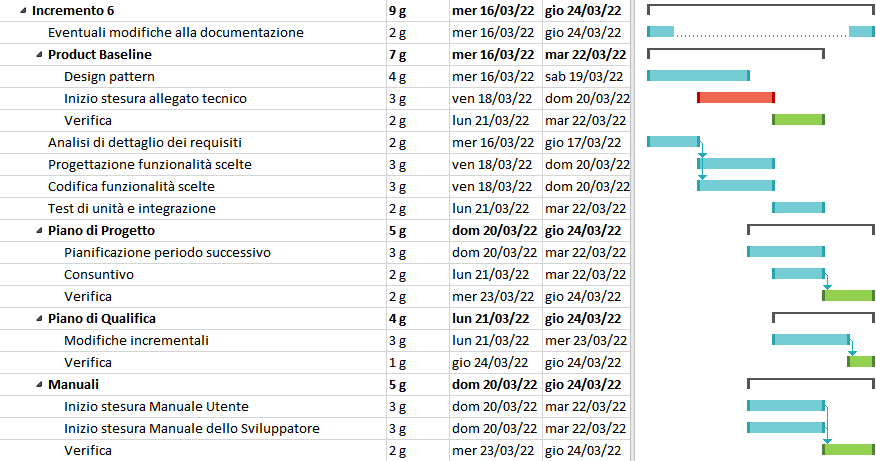 Incremento 6 9 g mer 16/03/22 gio 24/03/22
Eventuali modifiche alla documentazione 2 g mer 16/03/22 gio 24/03/22
Product Baseline 7 g mer 16/03/22 mar 22/03/22
Design pattern 4 g mer 16/03/22 sab 19/03/22
Inizio stesura allegato tecnico 3 g ven 18/03/22 dom 20/03/22
Verifica 2 g lun 21/03/22 mar 22/03/22
Analisi di dettaglio dei requisiti 2 g mer 16/03/22 gio 17/03/22
Progettazione funzionalità scelte 3 g ven 18/03/22 dom 20/03/22
Codifica funzionalità scelte 3 g ven 18/03/22 dom 20/03/22
Test di unità e integrazione 2 g lun 21/03/22 mar 22/03/22
Piano di Progetto 5 g dom 20/03/22 gio 24/03/22
Pianificazione periodo successivo 3 g dom 20/03/22 mar 22/03/22
Consuntivo 2 g lun 21/03/22 mar 22/03/22
Verifica 2 g mer 23/03/22 gio 24/03/22
Piano di Qualifica 4 g lun 21/03/22 gio 24/03/22
Modifiche incrementali 3 g lun 21/03/22 mer 23/03/22
Verifica 1 g gio 24/03/22 gio 24/03/22
Manuali 5 g dom 20/03/22 gio 24/03/22
Inizio stesura Manuale Utente 3 g dom 20/03/22 mar 22/03/22
Inizio stesura Manuale dello Sviluppatore 3 g dom 20/03/22 mar 22/03/22
Verifica 2 g mer 23/03/22 gio 24/03/22